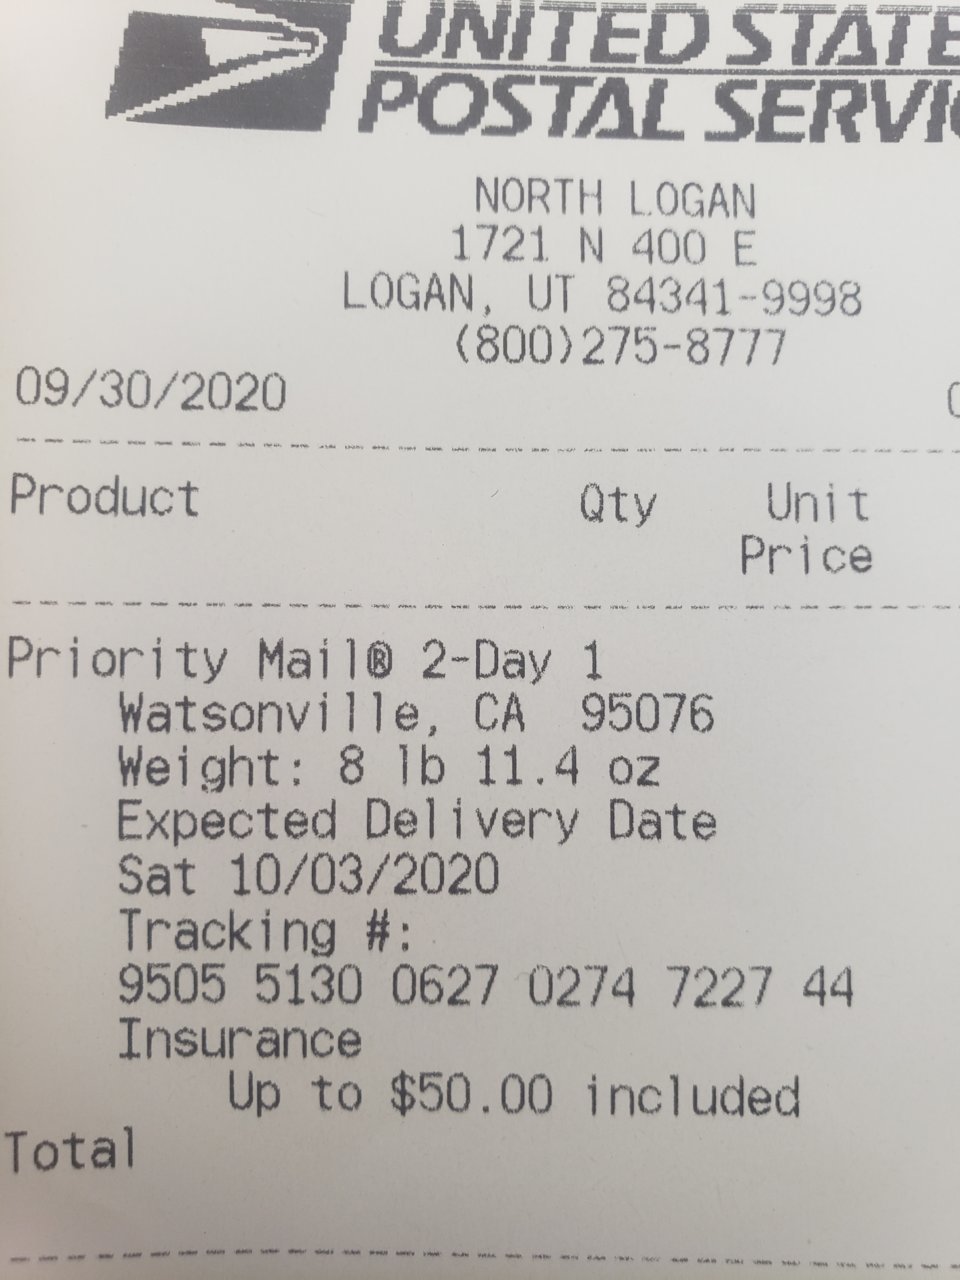 UNITED STATE
POSTAL SERVI
NORTH LOGAN
1721 N 400 E
LOGAN, UT 84341-9998
(800)275-8777
09/30/2020
Product Qty Unit
Price
Priority Mail® 2-Day 1
Watsonville, CA 95076
Weight: 8 lb 11.4 oz
Expected Delivery Date
Sat 10/03/2020
Tracking #:
9505 5130 0627 0274 7227 44
Insurance
Up to $50.00 included
Total